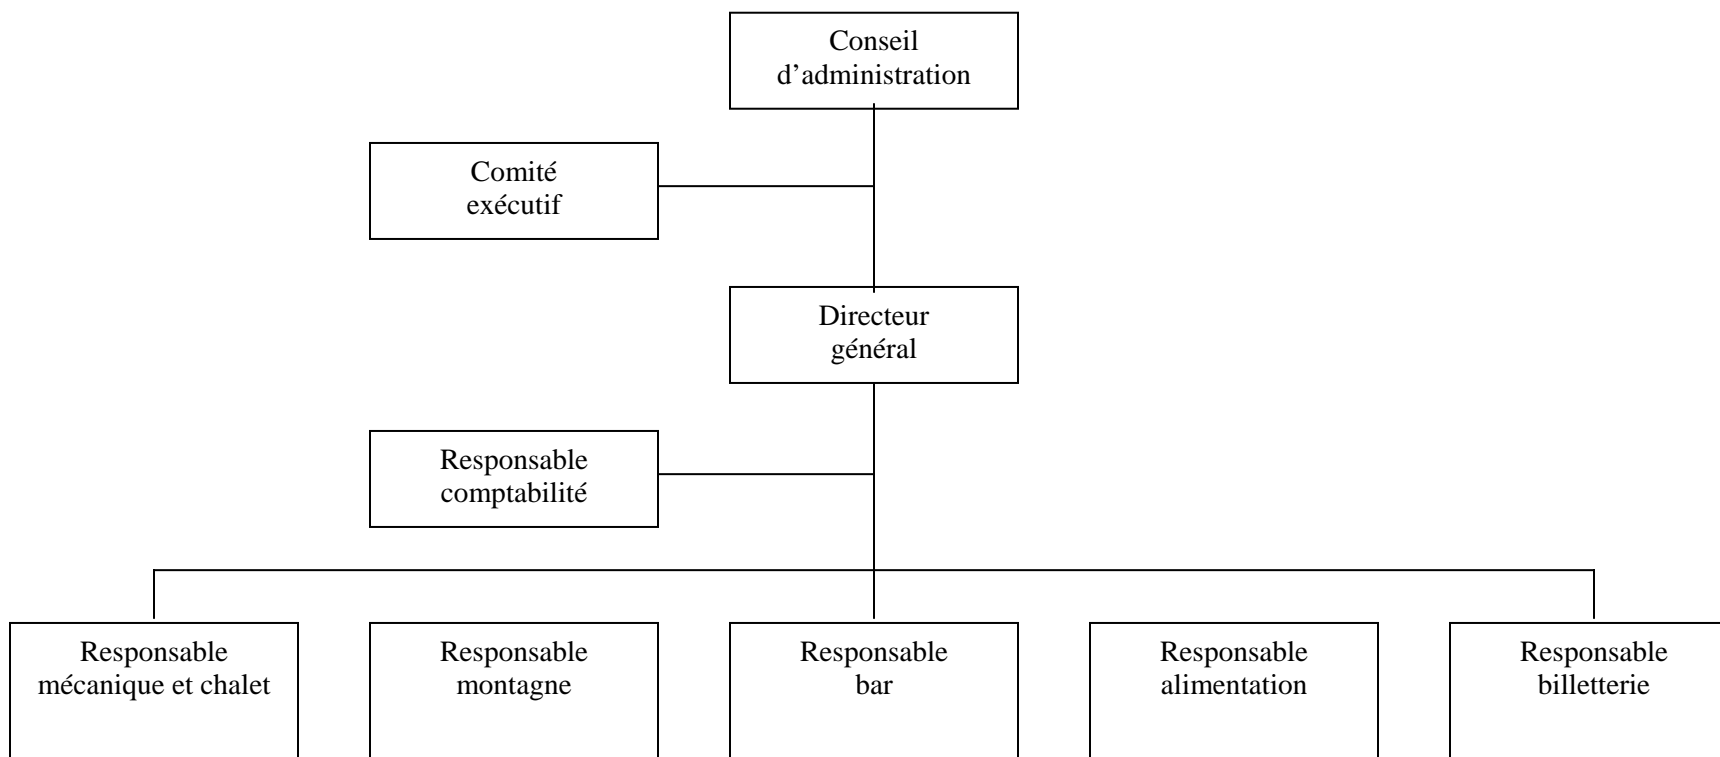 Conseil
d’administration
Comité
exécutif
Directeur
général
Responsable
comptabilité
Responsable
mécanique et chalet
Responsable
montagne
Responsable
bar
Responsable
alimentation
Responsable
billetterie